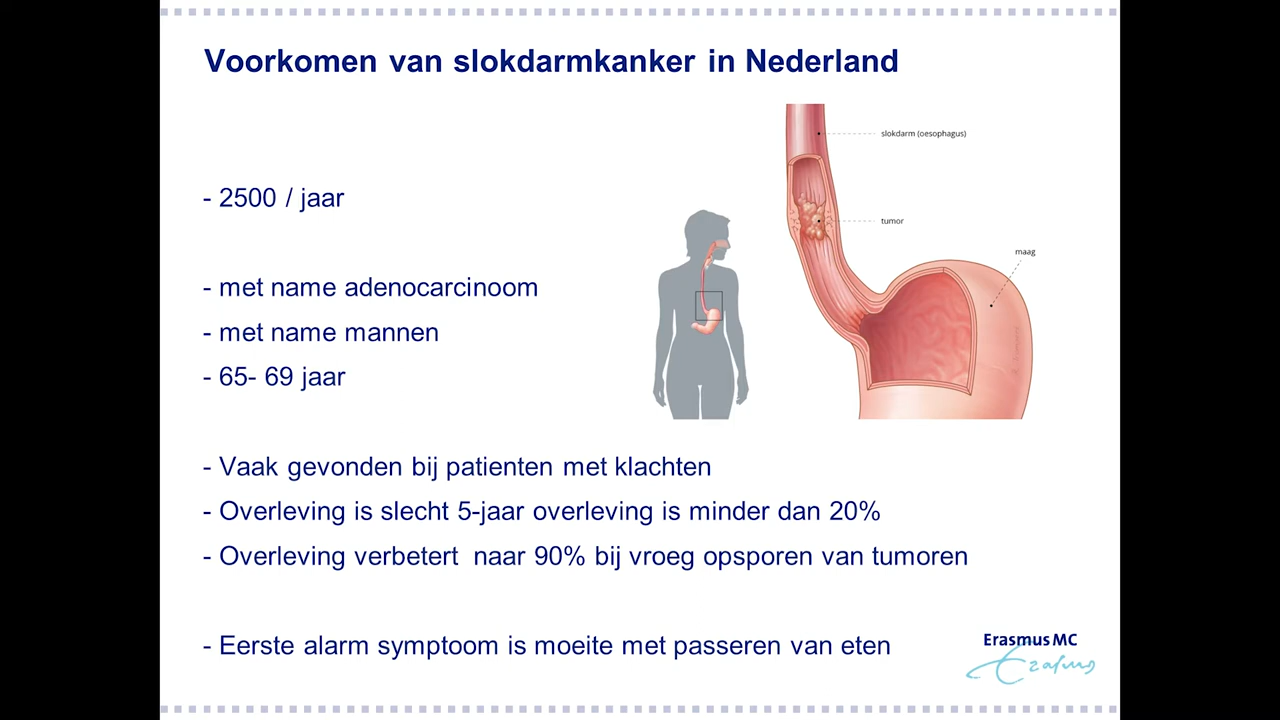 Voorkomen van slokdarmkanker in Nederland
- 2500 / jaar
- met name adenocarcinoom
- met name mannen
- 65- 69 jaar
- Vaak gevonden bij patienten met klachten
- Overleving is slecht 5-jaar overleving is minder dan 20%
- Overleving verbetert  naar 90% bij vroeg opsporen van tumoren
- Eerste alarm symptoom is moeite met passeren van eten
slokdarm (oesophagus)
tumor
maag
Erasmus MC
Erasmus